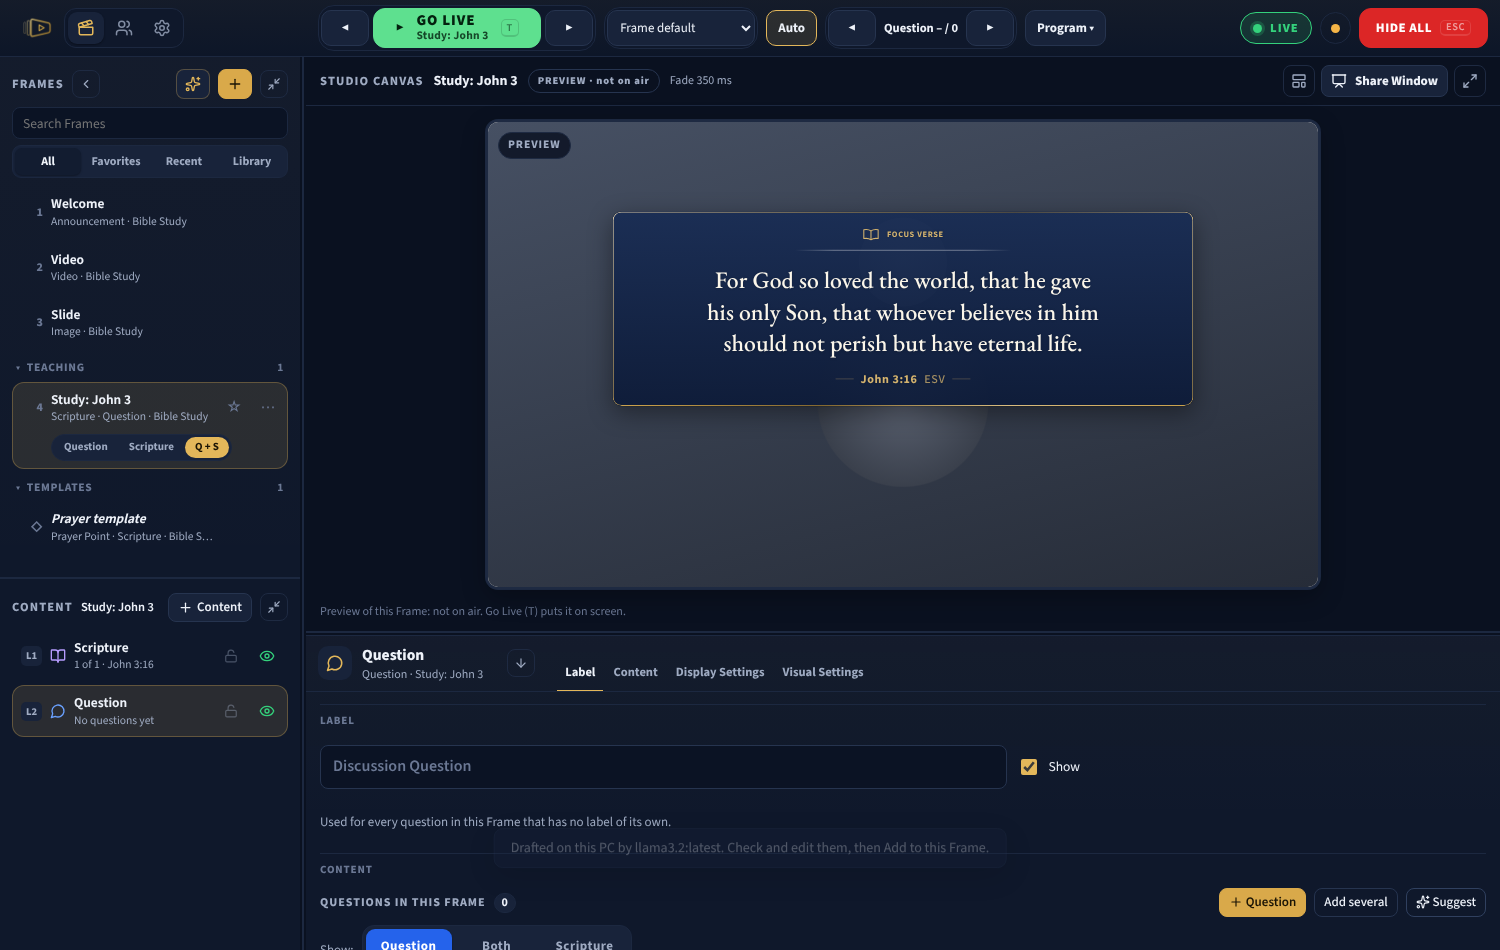 GO LIVE
Study: John 3
T
Frame default
Auto
Question – / 0
Program
LIVE
HIDE ALL
ESC
FRAMES
Search Frames
All
Favorites
Recent
Library
1
Welcome
Announcement · Bible Study
2
Video
Video · Bible Study
3
Slide
Image · Bible Study
TEACHING
1
4
Study: John 3
Scripture · Question · Bible Study
Question
Scripture
Q + S
TEMPLATES
1
Prayer template
Prayer Point · Scripture · Bible S…
CONTENT
Study: John 3
+ Content
L1
Scripture
1 of 1 · John 3:16
L2
Question
No questions yet
STUDIO CANVAS
Study: John 3
PREVIEW · not on air
Fade 350 ms
Share Window
PREVIEW
FOCUS VERSE
For God so loved the world, that he gave
his only Son, that whoever believes in him
should not perish but have eternal life.
John 3:16 ESV
Preview of this Frame: not on air. Go Live (T) puts it on screen.
Question
Question · Study: John 3
Label
Content
Display Settings
Visual Settings
LABEL
Discussion Question
Show
Used for every question in this Frame that has no label of its own.
Drafted on this PC by llama3.2:latest. Check and edit them, then Add to this Frame.
CONTENT
QUESTIONS IN THIS FRAME
0
+ Question
Add several
Suggest
Show:
Question
Both
Scripture